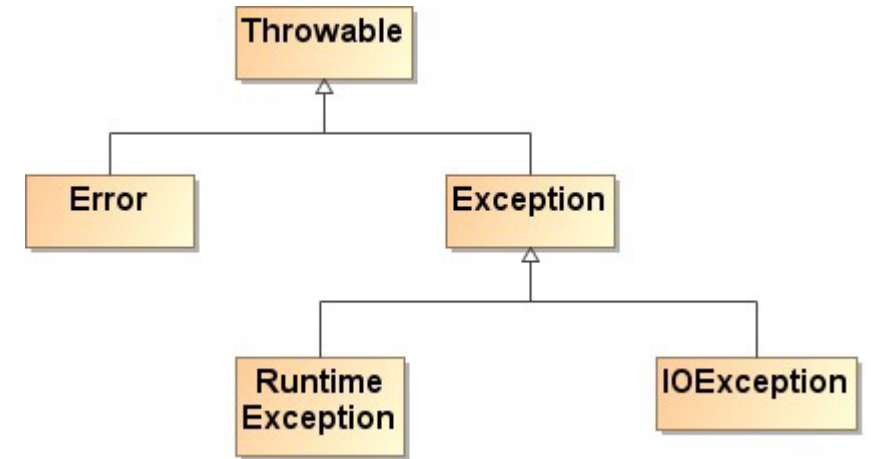 Throwable
Error
Exception
Runtime
Exception
IOException